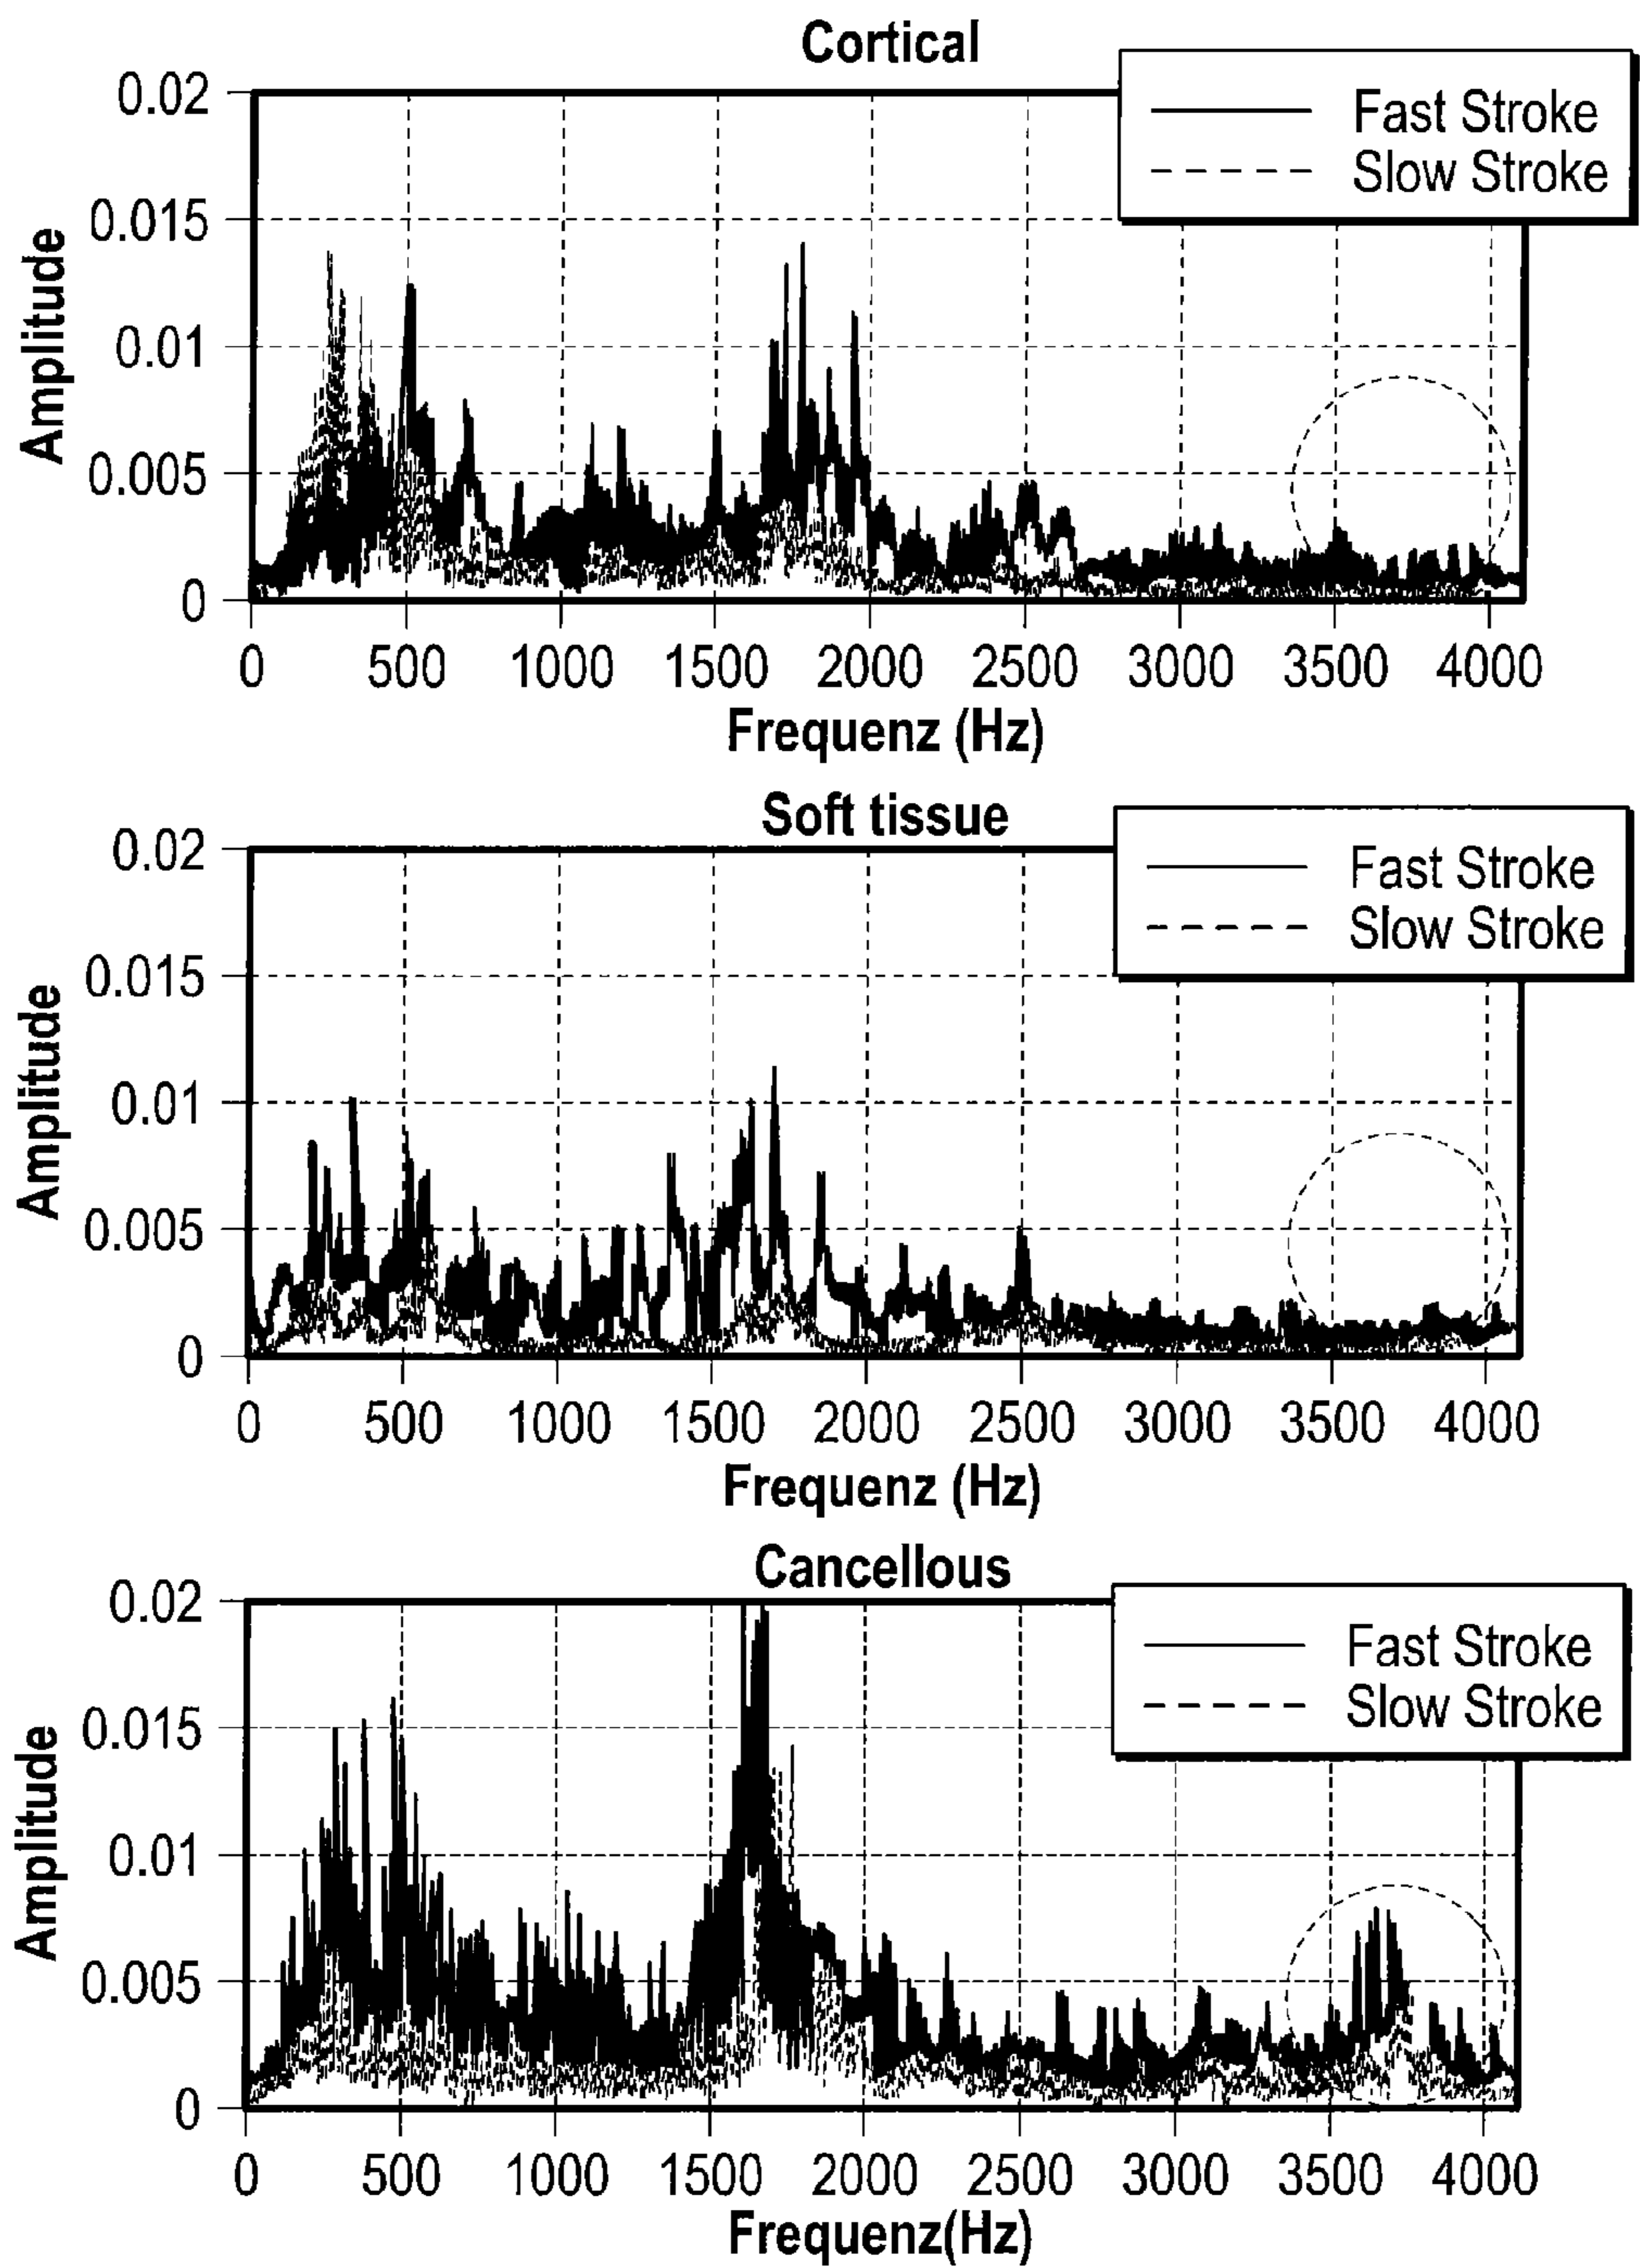 Cortical
Fast Stroke
Slow Stroke
0.02
0.015
0.01
0.005
0
Amplitude
0 500 1000 1500 2000 2500 3000 3500 4000
Frequenz (Hz)
Soft tissue
Fast Stroke
Slow Stroke
0.02
0.015
0.01
0.005
0
Amplitude
0 500 1000 1500 2000 2500 3000 3500 4000
Frequenz (Hz)
Cancellous
Fast Stroke
Slow Stroke
0.02
0.015
0.01
0.005
0
Amplitude
0 500 1000 1500 2000 2500 3000 3500 4000
Frequenz(Hz)